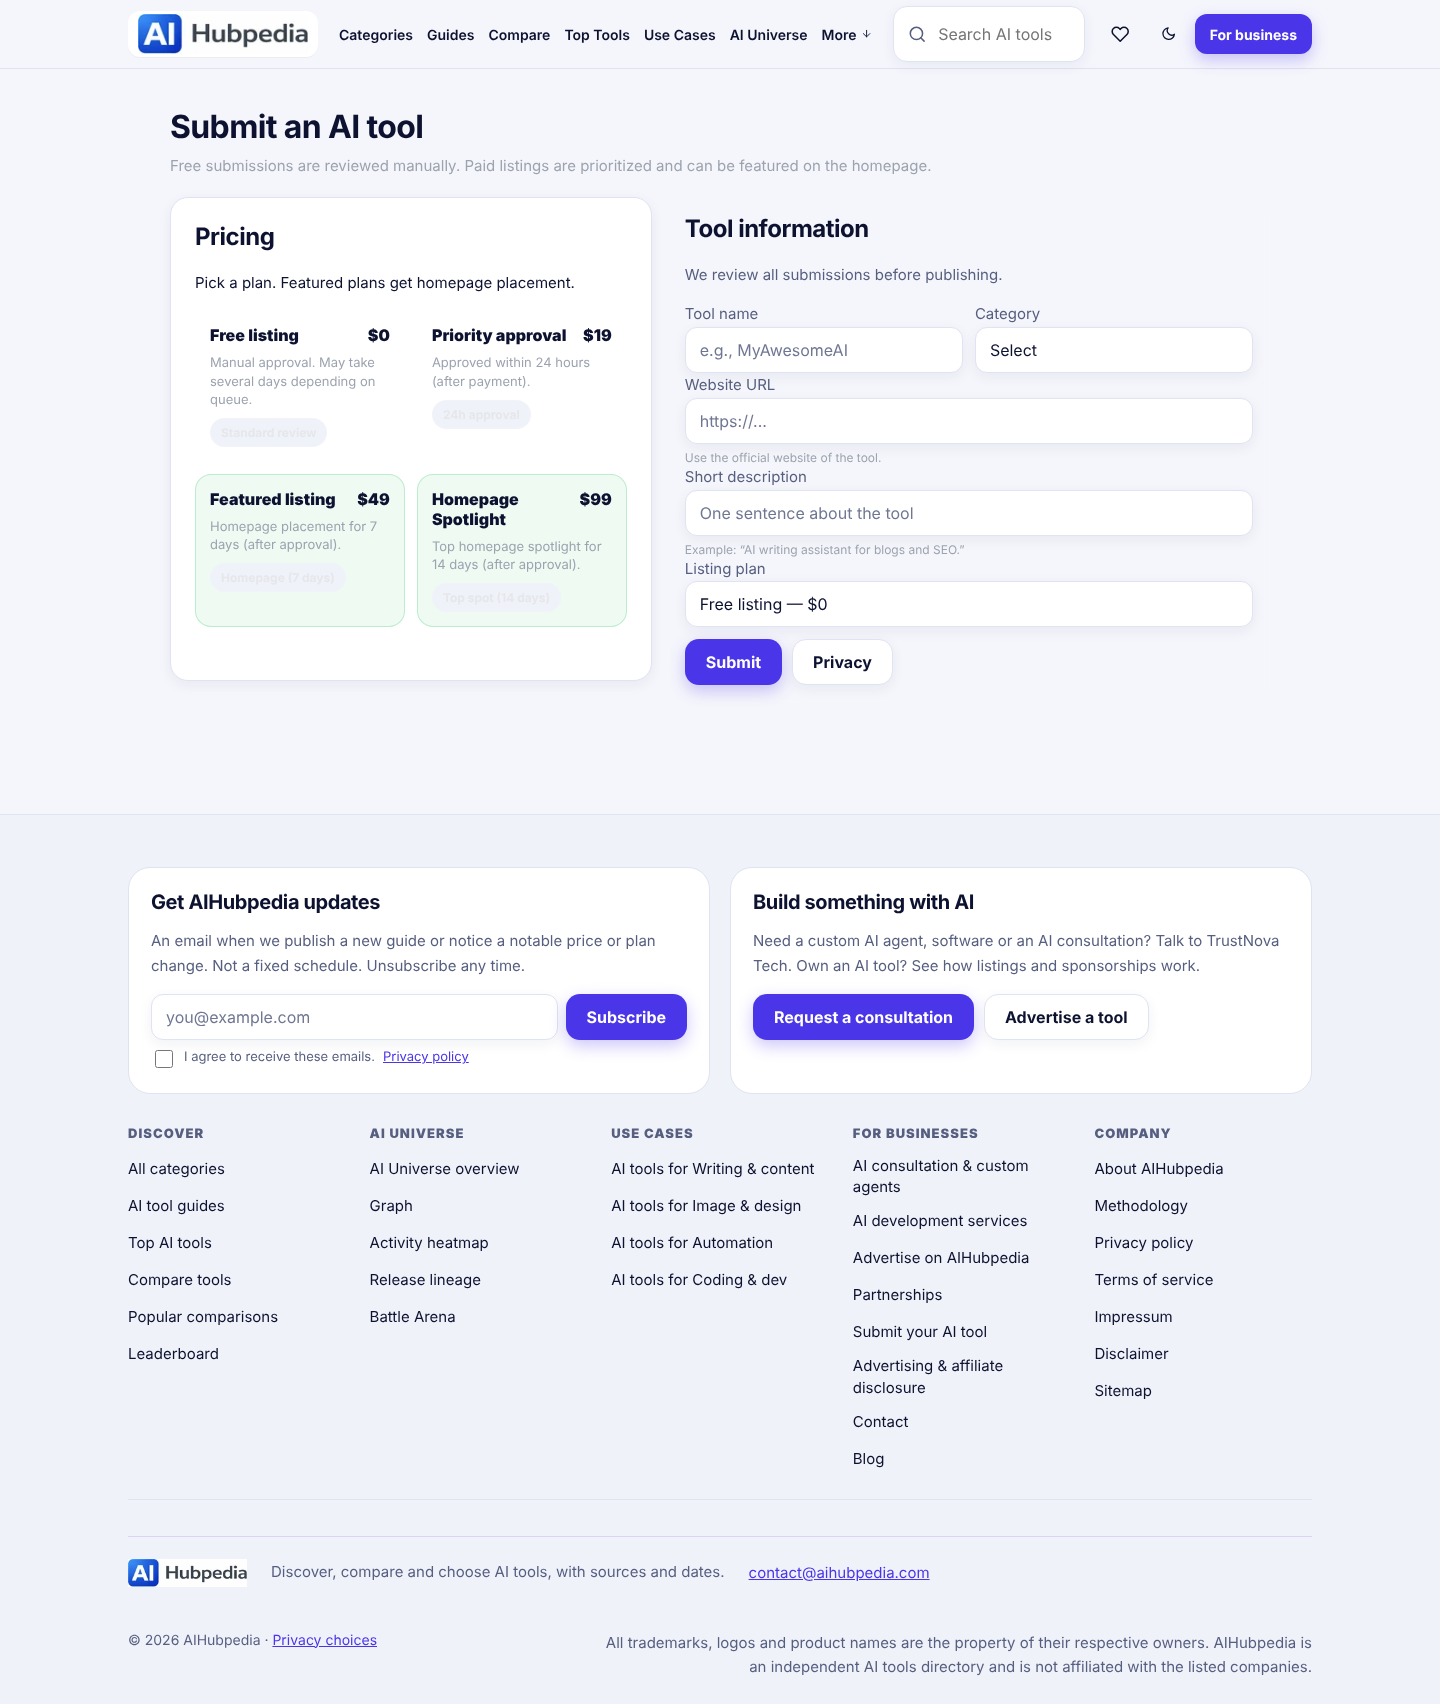 AI Hubpedia
Categories Guides Compare Top Tools Use Cases AI Universe More
Search AI tools
For business
Submit an AI tool
Free submissions are reviewed manually. Paid listings are prioritized and can be featured on the homepage.
Pricing
Pick a plan. Featured plans get homepage placement.
Free listing $0
Manual approval. May take
several days depending on
queue.
Standard review
Priority approval $19
Approved within 24 hours
(after payment).
24h approval
Featured listing $49
Homepage placement for 7
days (after approval).
Homepage (7 days)
Homepage
Spotlight
$99
Top homepage spotlight for
14 days (after approval).
Top spot (14 days)
Tool information
We review all submissions before publishing.
Tool name
e.g., MyAwesomeAI
Category
Select
Website URL
https://...
Use the official website of the tool.
Short description
One sentence about the tool
Example: “AI writing assistant for blogs and SEO.”
Listing plan
Free listing — $0
Submit
Privacy
Get AIHubpedia updates
An email when we publish a new guide or notice a notable price or plan
change. Not a fixed schedule. Unsubscribe any time.
you@example.com
Subscribe
I agree to receive these emails. Privacy policy
Build something with AI
Need a custom AI agent, software or an AI consultation? Talk to TrustNova
Tech. Own an AI tool? See how listings and sponsorships work.
Request a consultation
Advertise a tool
DISCOVER
All categories
AI tool guides
Top AI tools
Compare tools
Popular comparisons
Leaderboard
AI UNIVERSE
AI Universe overview
Graph
Activity heatmap
Release lineage
Battle Arena
USE CASES
AI tools for Writing & content
AI tools for Image & design
AI tools for Automation
AI tools for Coding & dev
FOR BUSINESSES
AI consultation & custom
agents
AI development services
Advertise on AIHubpedia
Partnerships
Submit your AI tool
Advertising & affiliate
disclosure
Contact
Blog
COMPANY
About AIHubpedia
Methodology
Privacy policy
Terms of service
Impressum
Disclaimer
Sitemap
AI Hubpedia
Discover, compare and choose AI tools, with sources and dates.
contact@aihubpedia.com
© 2026 AIHubpedia · Privacy choices
All trademarks, logos and product names are the property of their respective owners. AIHubpedia is
an independent AI tools directory and is not affiliated with the listed companies.